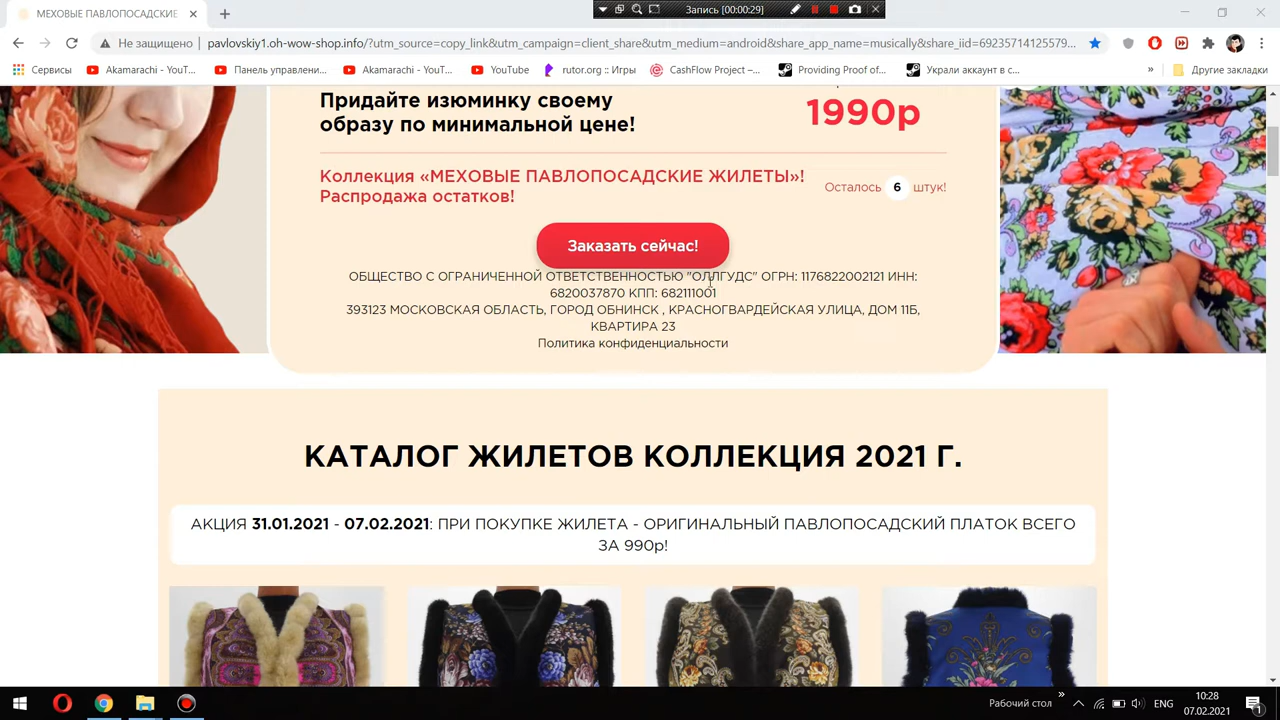 Запись [00:00:29]
МЕХОВЫЕ ПАВЛОПОСАДСКИЕ
Не защищено pavlovskiy1.oh-wow-shop.info/?utmsource=copy_link&utm_campaign=client_share&utm_medium=android&share_app_name=musically&share_iid=69235714125579...
Сервисы Akamarachi - YouT... Панель управлени... Akamarachi - YouT... YouTube rutor.org :: Игры CashFlow Project –... Providing Proof of... Украли аккаунт в с... » Другие закладки
Придайте изюминку своему
образу по минимальной цене!
1990р
Коллекция «МЕХОВЫЕ ПАВЛОПОСАДСКИЕ ЖИЛЕТЫ»!
Распродажа остатков!
Осталось 6 штук!
Заказать сейчас!
ОБЩЕСТВО С ОГРАНИЧЕННОЙ ОТВЕТСТВЕННОСТЬЮ "ОЛЛГУДС" ОГРН: 1176822002121 ИНН:
6820037870 КПП: 682111001
393123 МОСКОВСКАЯ ОБЛАСТЬ, ГОРОД ОБНИНСК , КРАСНОГВАРДЕЙСКАЯ УЛИЦА, ДОМ 11Б,
КВАРТИРА 23
Политика конфиденциальности
КАТАЛОГ ЖИЛЕТОВ КОЛЛЕКЦИЯ 2021 Г.
АКЦИЯ 31.01.2021 - 07.02.2021: ПРИ ПОКУПКЕ ЖИЛЕТА - ОРИГИНАЛЬНЫЙ ПАВЛОПОСАДСКИЙ ПЛАТОК ВСЕГО
ЗА 990р!
Рабочий стол » ENG 10:28
07.02.2021 1